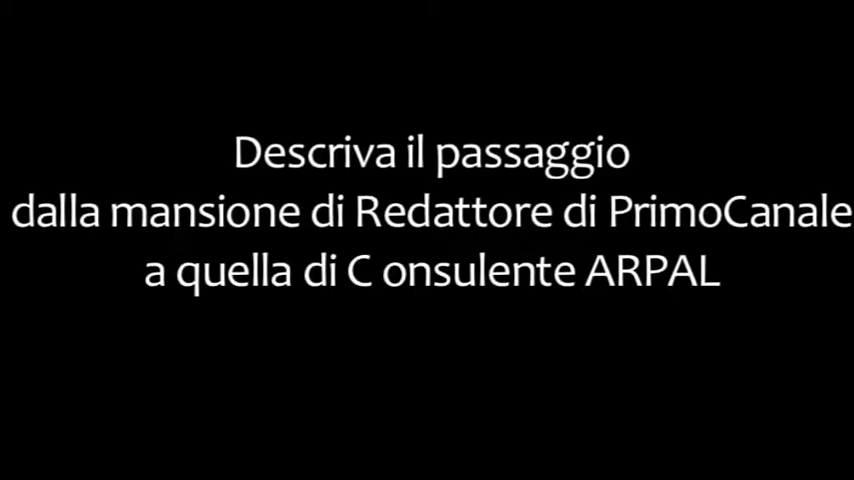 Descriva il passaggio
dalla mansione di Redattore di PrimoCanale
a quella di C onsulente ARPAL